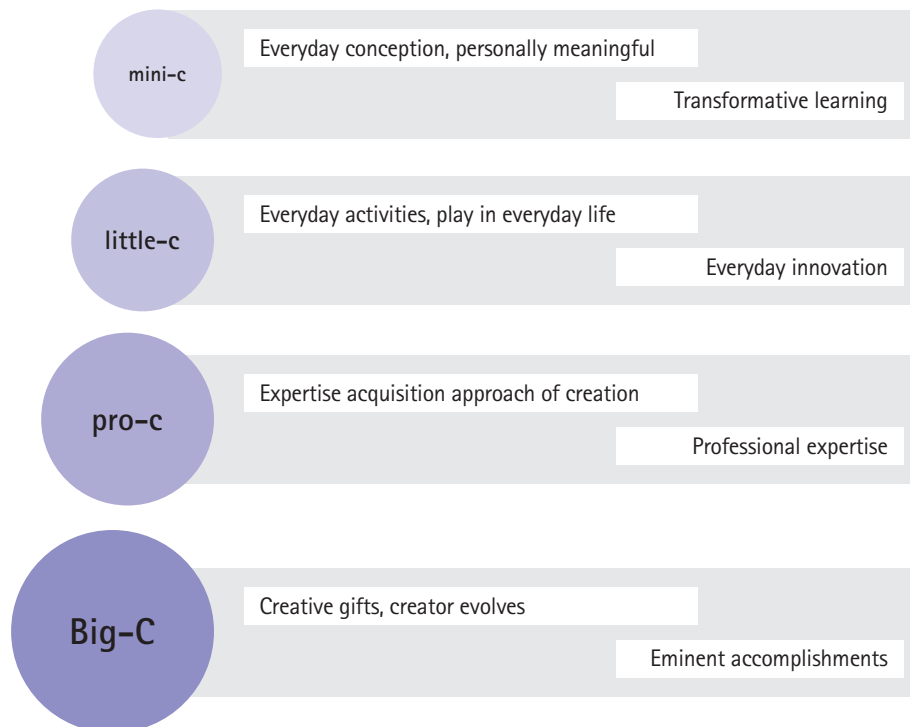 mini-c
Everyday conception, personally meaningful
Transformative learning
little-c
Everyday activities, play in everyday life
Everyday innovation
pro-c
Expertise acquisition approach of creation
Professional expertise
Big-C
Creative gifts, creator evolves
Eminent accomplishments